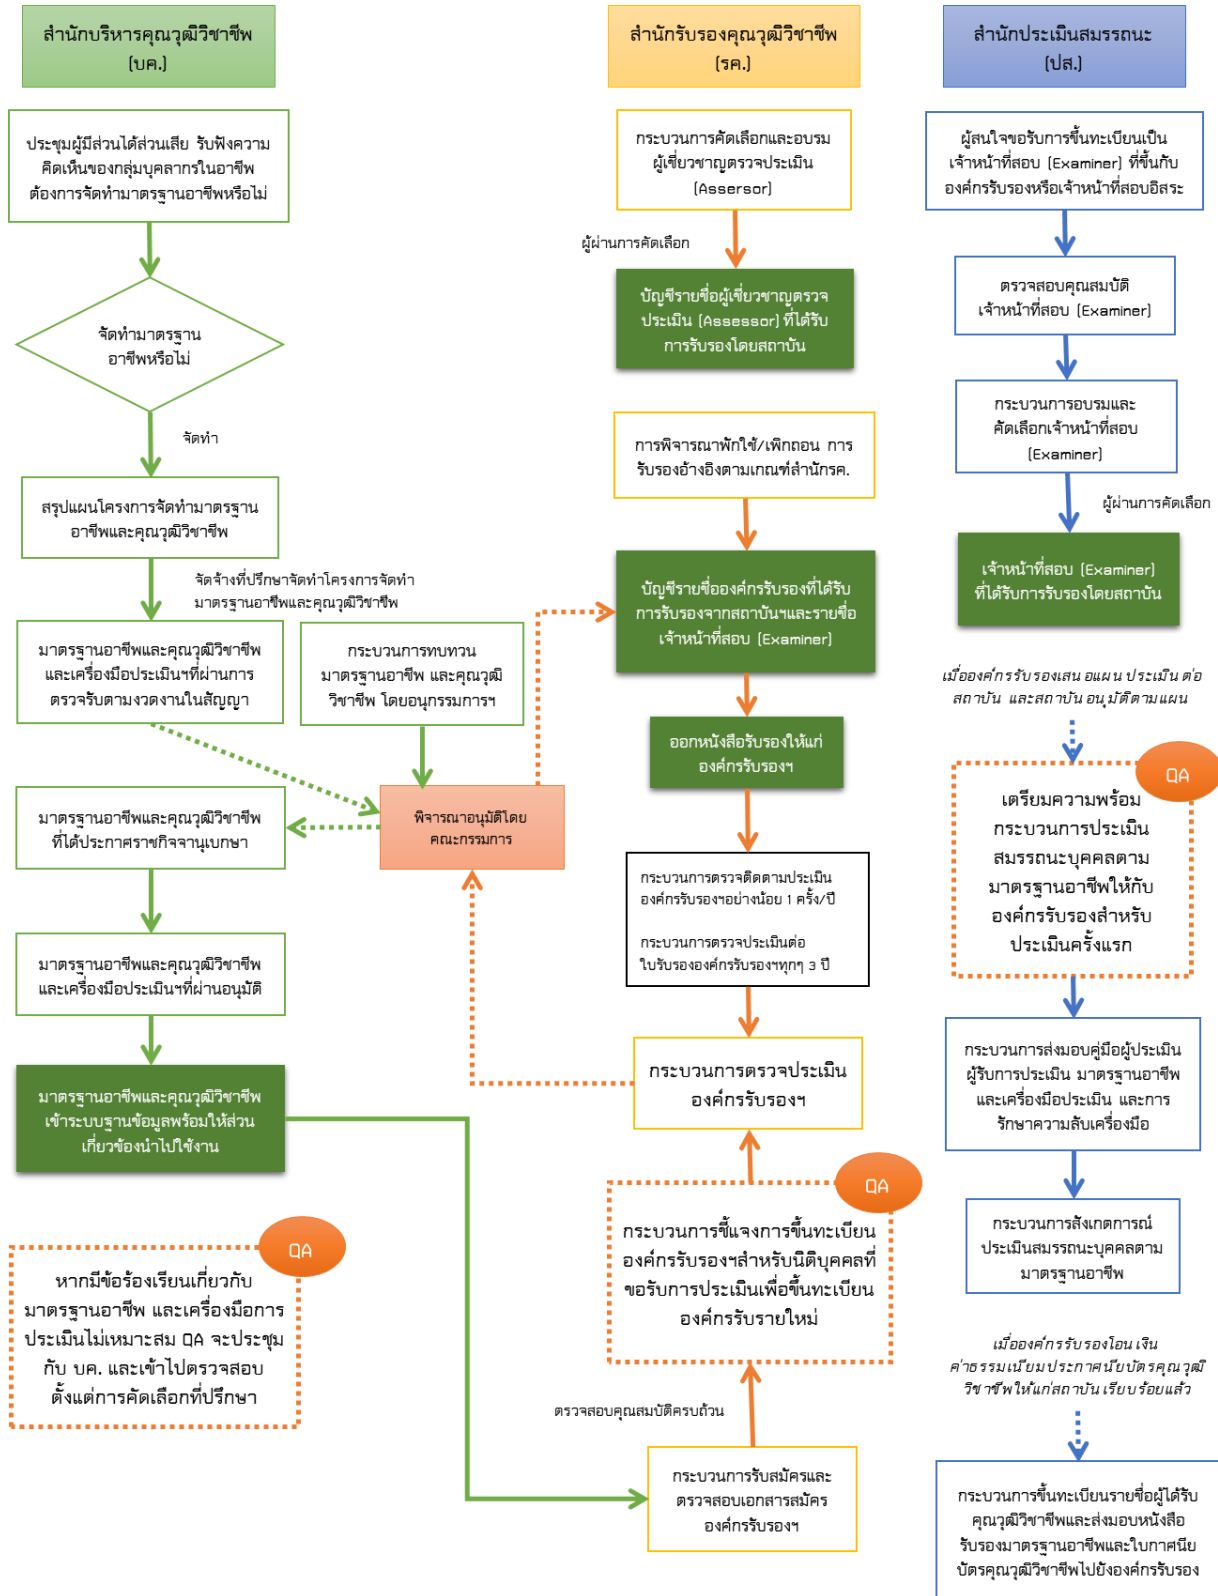 สำนักบริหารคุณวุฒิวิชาชีพ
(บค.)
ประชุมผู้มีส่วนได้ส่วนเสีย รับฟังความ
คิดเห็นของกลุ่มบุคลากรในอาชีพ
ต้องการจัดทำมาตรฐานอาชีพหรือไม่
จัดทำมาตรฐาน
อาชีพหรือไม่
จัดทำ
สรุปแผนโครงการจัดทำมาตรฐาน
อาชีพและคุณวุฒิวิชาชีพ
จัดจ้างที่ปรึกษาจัดทำโครงการจัดทำ
มาตรฐานอาชีพและคุณวุฒิวิชาชีพ
มาตรฐานอาชีพและคุณวุฒิวิชาชีพ
และเครื่องมือประเมินฯที่ผ่านการ
ตรวจรับตามงวดงานในสัญญา
กระบวนการทบทวน
มาตรฐานอาชีพ และคุณวุฒิ
วิชาชีพ โดยอนุกรรมการฯ
มาตรฐานอาชีพและคุณวุฒิวิชาชีพ
ที่ได้ประกาศราชกิจจานุเบกษา
พิจารณาอนุมัติโดย
คณะกรรมการ
มาตรฐานอาชีพและคุณวุฒิวิชาชีพ
และเครื่องมือประเมินฯที่ผ่านอนุมัติ
มาตรฐานอาชีพและคุณวุฒิวิชาชีพ
เข้าระบบฐานข้อมูลพร้อมให้ส่วน
เกี่ยวข้องนำไปใช้งาน
QA
หากมีข้อร้องเรียนเกี่ยวกับ
มาตรฐานอาชีพ และเครื่องมือการ
ประเมินไม่เหมาะสม QA จะประชุม
กับ บค. และเข้าไปตรวจสอบ
ตั้งแต่การคัดเลือกที่ปรึกษา
สำนักรับรองคุณวุฒิวิชาชีพ
(รค.)
กระบวนการคัดเลือกและอบรม
ผู้เชี่ยวชาญตรวจประเมิน
(Assersor)
ผู้ผ่านการคัดเลือก
บัญชีรายชื่อผู้เชี่ยวชาญตรวจ
ประเมิน (Assessor) ที่ได้รับ
การรับรองโดยสถาบัน
การพิจารณาพักใช้/เพิกถอน การ
รับรองอ้างอิงตามเกณฑ์สำนักรค.
บัญชีรายชื่อองค์กรรับรองที่ได้รับ
การรับรองจากสถาบันฯและรายชื่อ
เจ้าหน้าที่สอบ (Examiner)
ออกหนังสือรับรองให้แก่
องค์กรรับรองฯ
กระบวนการตรวจติดตามประเมิน
องค์กรรับรองฯอย่างน้อย 1 ครั้ง/ปี
กระบวนการตรวจประเมินต่อ
ใบรับรององค์กรรับรองฯทุกๆ 3 ปี
กระบวนการตรวจประเมิน
องค์กรรับรองฯ
QA
กระบวนการชี้แจงการขึ้นทะเบียน
องค์กรรับรองฯสำหรับนิติบุคคลที่
ขอรับการประเมินเพื่อขึ้นทะเบียน
องค์กรรับรายใหม่
ตรวจสอบคุณสมบัติครบถ้วน
กระบวนการรับสมัครและ
ตรวจสอบเอกสารสมัคร
องค์กรรับรองฯ
สำนักประเมินสมรรถนะ
(ปส.)
ผู้สนใจขอรับการขึ้นทะเบียนเป็น
เจ้าหน้าที่สอบ (Examiner) ที่ขึ้นกับ
องค์กรรับรองหรือเจ้าหน้าที่สอบอิสระ
ตรวจสอบคุณสมบัติ
เจ้าหน้าที่สอบ (Examiner)
กระบวนการอบรมและ
คัดเลือกเจ้าหน้าที่สอบ
(Examiner)
ผู้ผ่านการคัดเลือก
เจ้าหน้าที่สอบ (Examiner)
ที่ได้รับการรับรองโดยสถาบัน
เมื่อองค์กรรับรองเสนอแผนประเมินต่อ
สถาบัน และสถาบันอนุมัติตามแผน
QA
เตรียมความพร้อม
กระบวนการประเมิน
สมรรถนะบุคคลตาม
มาตรฐานอาชีพให้กับ
องค์กรรับรองสำหรับ
ประเมินครั้งแรก
กระบวนการส่งมอบคู่มือผู้ประเมิน
ผู้รับการประเมิน มาตรฐานอาชีพ
และเครื่องมือประเมิน และการ
รักษาความลับเครื่องมือ
กระบวนการสังเกตการณ์
ประเมินสมรรถนะบุคคลตาม
มาตรฐานอาชีพ
เมื่อองค์กรรับรองโอนเงิน
ค่าธรรมเนียมประกาศนียบัตรคุณวุฒิ
วิชาชีพให้แก่สถาบันเรียบร้อยแล้ว
กระบวนการขึ้นทะเบียนรายชื่อผู้ได้รับ
คุณวุฒิวิชาชีพและส่งมอบหนังสือ
รับรองมาตรฐานอาชีพและใบกาศนีย
บัตรคุณวุฒิวิชาชีพไปยังองค์กรรับรอง